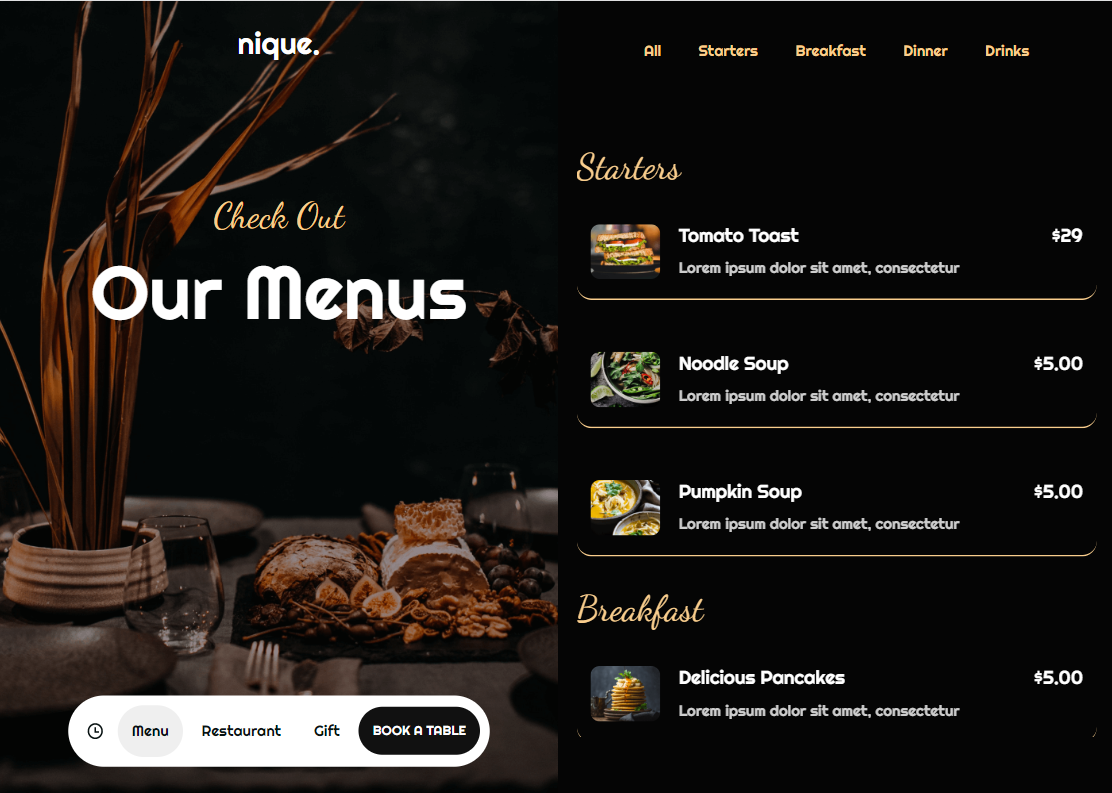 nique.
Check Out
Our Menus
Menu
Restaurant
Gift
BOOK A TABLE
All
Starters
Breakfast
Dinner
Drinks
Starters
Tomato Toast $29
Lorem ipsum dolor sit amet, consectetur
Noodle Soup $5.00
Lorem ipsum dolor sit amet, consectetur
Pumpkin Soup $5.00
Lorem ipsum dolor sit amet, consectetur
Breakfast
Delicious Pancakes $5.00
Lorem ipsum dolor sit amet, consectetur